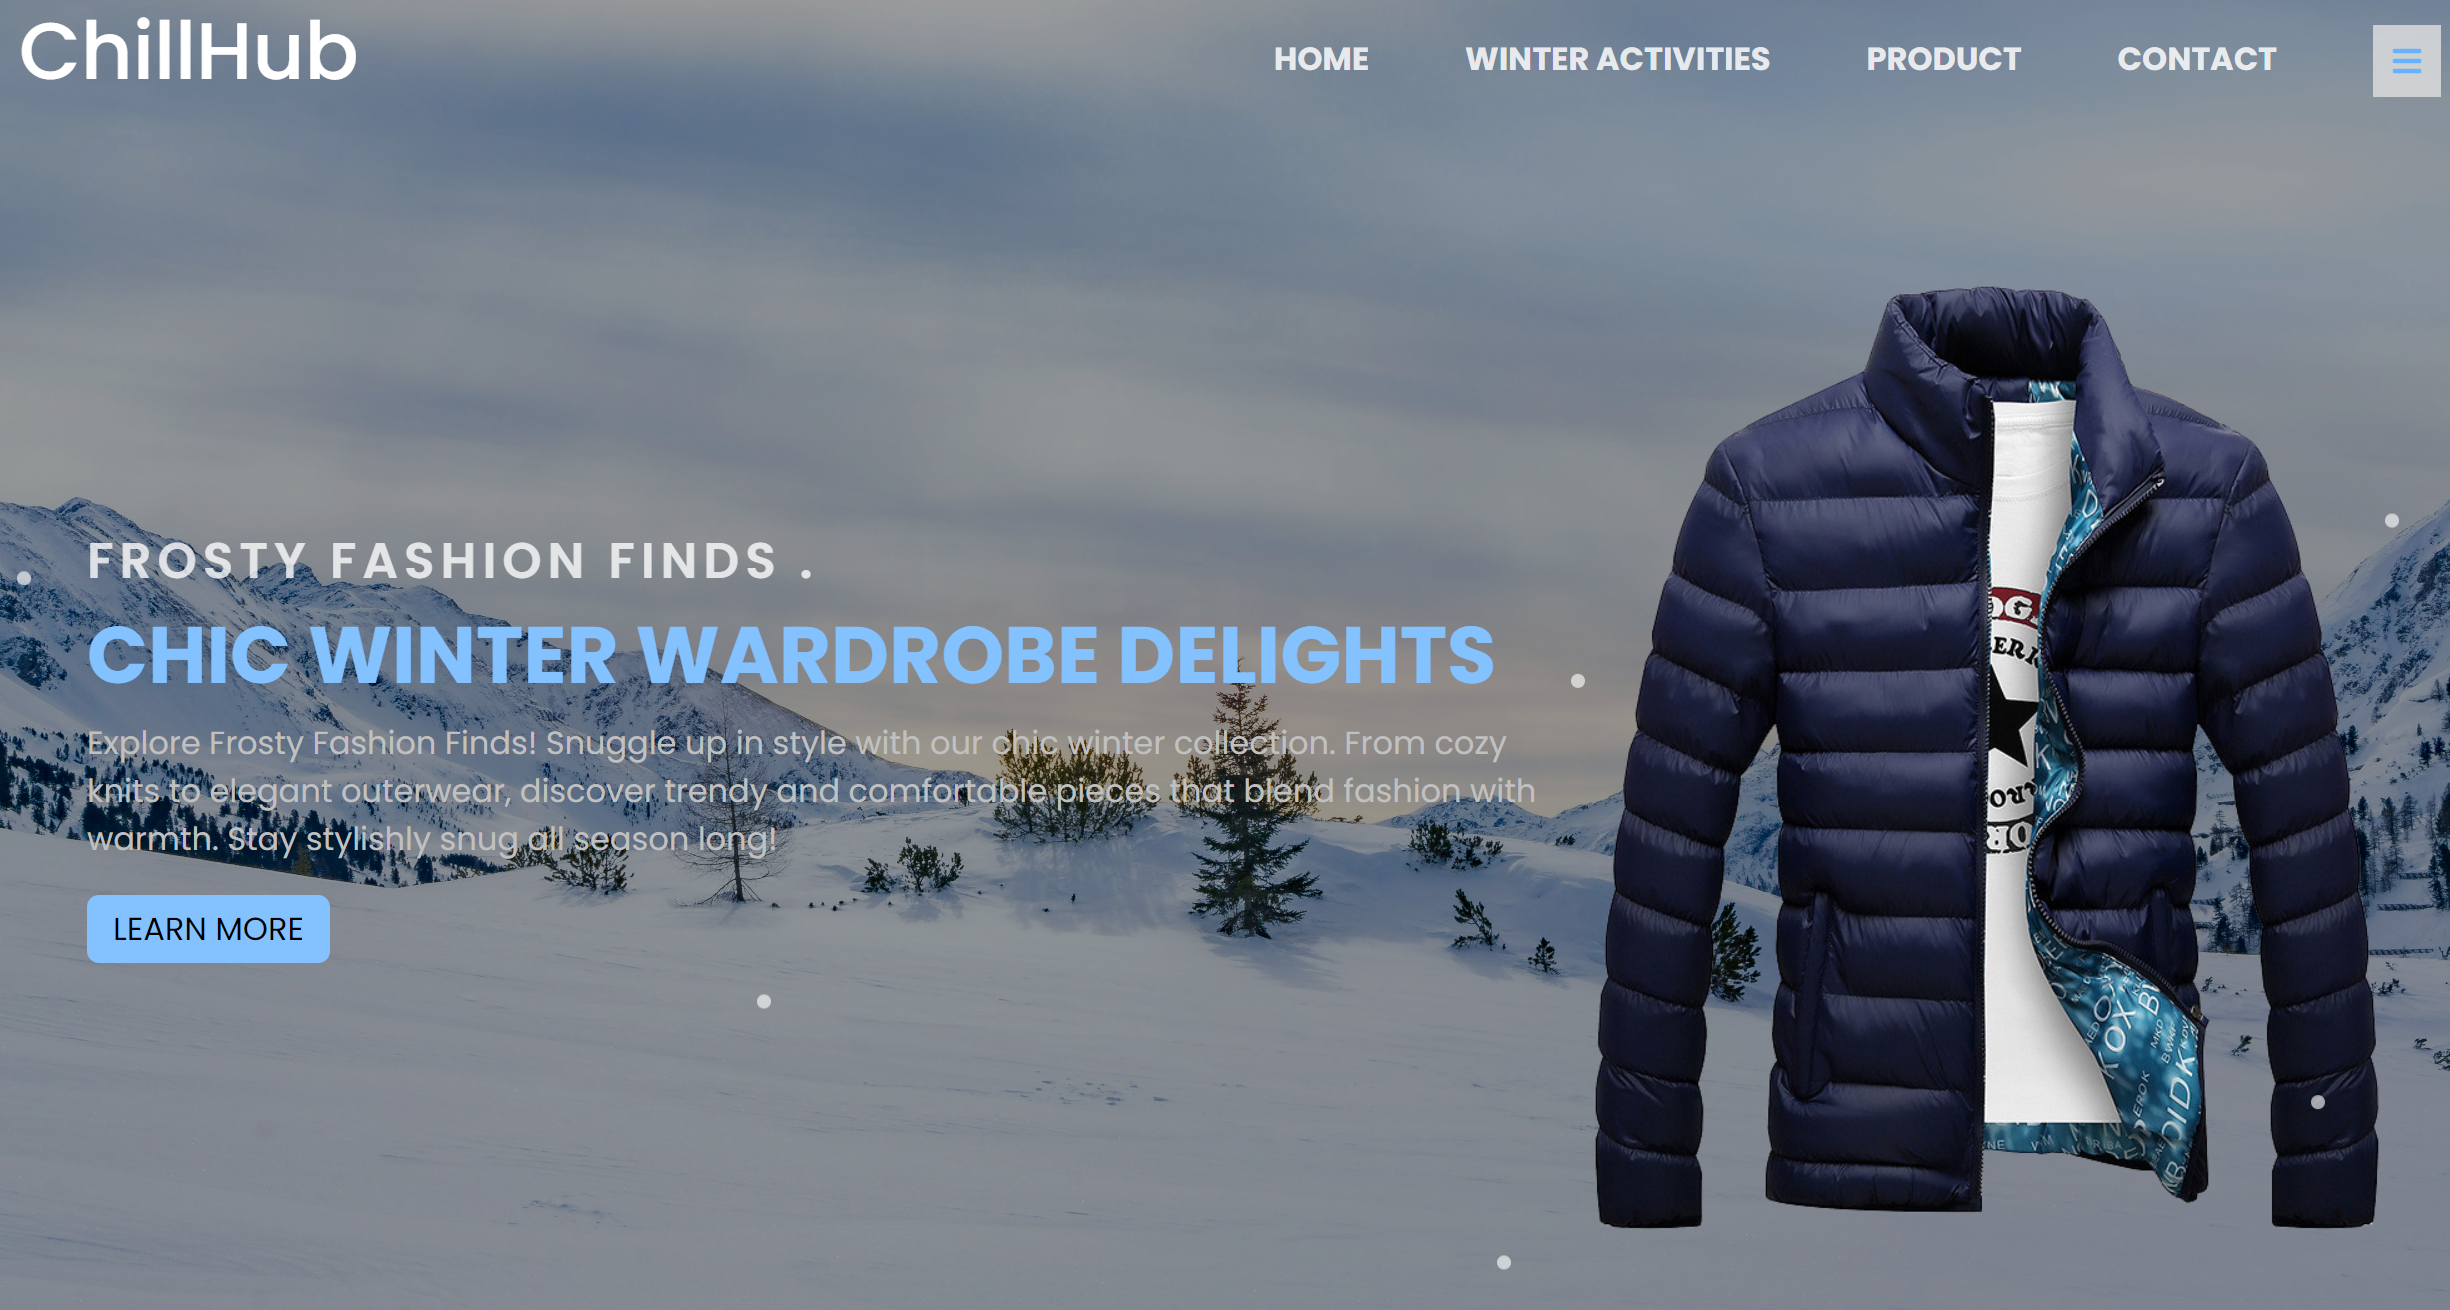 ChillHub
HOME
WINTER ACTIVITIES
PRODUCT
CONTACT
FROSTY FASHION FINDS .
CHIC WINTER WARDROBE DELIGHTS
Explore Frosty Fashion Finds! Snuggle up in style with our chic winter collection. From cozy
knits to elegant outerwear, discover trendy and comfortable pieces that blend fashion with
warmth. Stay stylishly snug all season long!
LEARN MORE